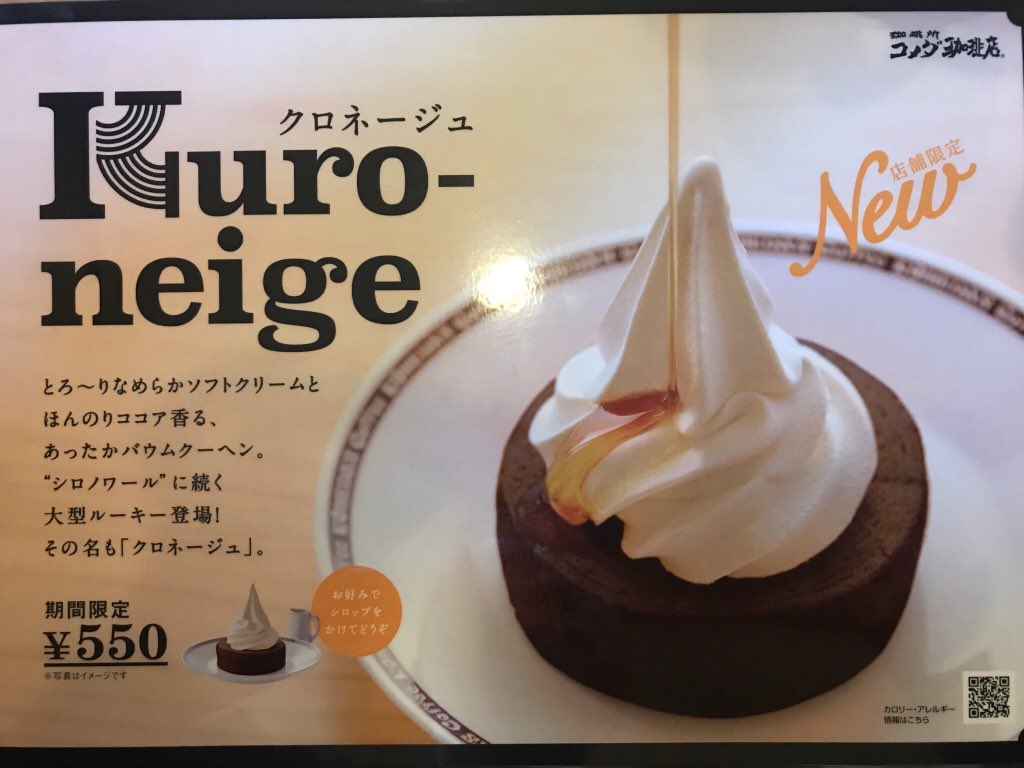 珈琲所
コメダ珈琲店
クロネージュ
Kuro-
neige
店舗限定
New
とろ〜りなめらかソフトクリームと
ほんのりココア香る、
あったかバウムクーヘン。
“シロノワール”に続く
大型ルーキー登場!
その名も「クロネージュ」。
期間限定
¥550
※写真はイメージです
お好みで
シロップを
かけてどうぞ
カロリー・アレルギー
情報はこちら